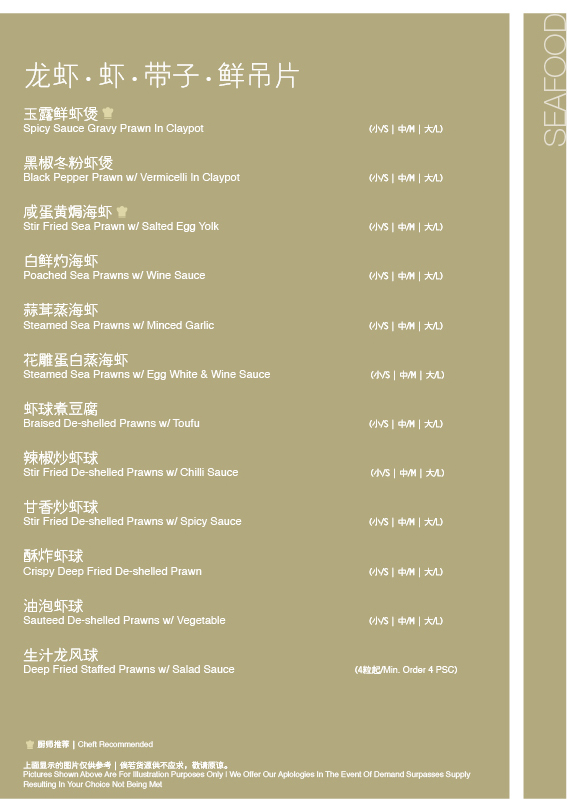 龙虾·虾·带子·鲜吊片
玉露鲜虾煲
Spicy Sauce Gravy Prawn In Claypot
(小/S | 中/M | 大/L)
黑椒冬粉虾煲
Black Pepper Prawn w/ Vermicelli In Claypot
(小/S | 中/M | 大/L)
咸蛋黄焗海虾
Stir Fried Sea Prawn w/ Salted Egg Yolk
(小/S | 中/M | 大/L)
白鲜灼海虾
Poached Sea Prawns w/ Wine Sauce
(小/S | 中/M | 大/L)
蒜茸蒸海虾
Steamed Sea Prawns w/ Minced Garlic
(小/S | 中/M | 大/L)
花雕蛋白蒸海虾
Steamed Sea Prawns w/ Egg White & Wine Sauce
(小/S | 中/M | 大/L)
虾球煮豆腐
Braised De-shelled Prawns w/ Toufu
(小/S | 中/M | 大/L)
辣椒炒虾球
Stir Fried De-shelled Prawns w/ Chilli Sauce
(小/S | 中/M | 大/L)
甘香炒虾球
Stir Fried De-shelled Prawns w/ Spicy Sauce
(小/S | 中/M | 大/L)
酥炸虾球
Crispy Deep Fried De-shelled Prawn
(小/S | 中/M | 大/L)
油泡虾球
Sauteed De-shelled Prawns w/ Vegetable
(小/S | 中/M | 大/L)
生汁龙风球
Deep Fried Staffed Prawns w/ Salad Sauce
(4粒起/Min. Order 4 PSC)
厨师推荐 | Cheft Recommended
上面显示的图片仅供参考 | 倘若货源供不应求，敬请原谅。
Pictures Shown Above Are For Illustration Purposes Only | We Offer Our Aplologies In The Event Of Demand Surpasses Supply
Resulting In Your Choice Not Being Met
SEAFOOD